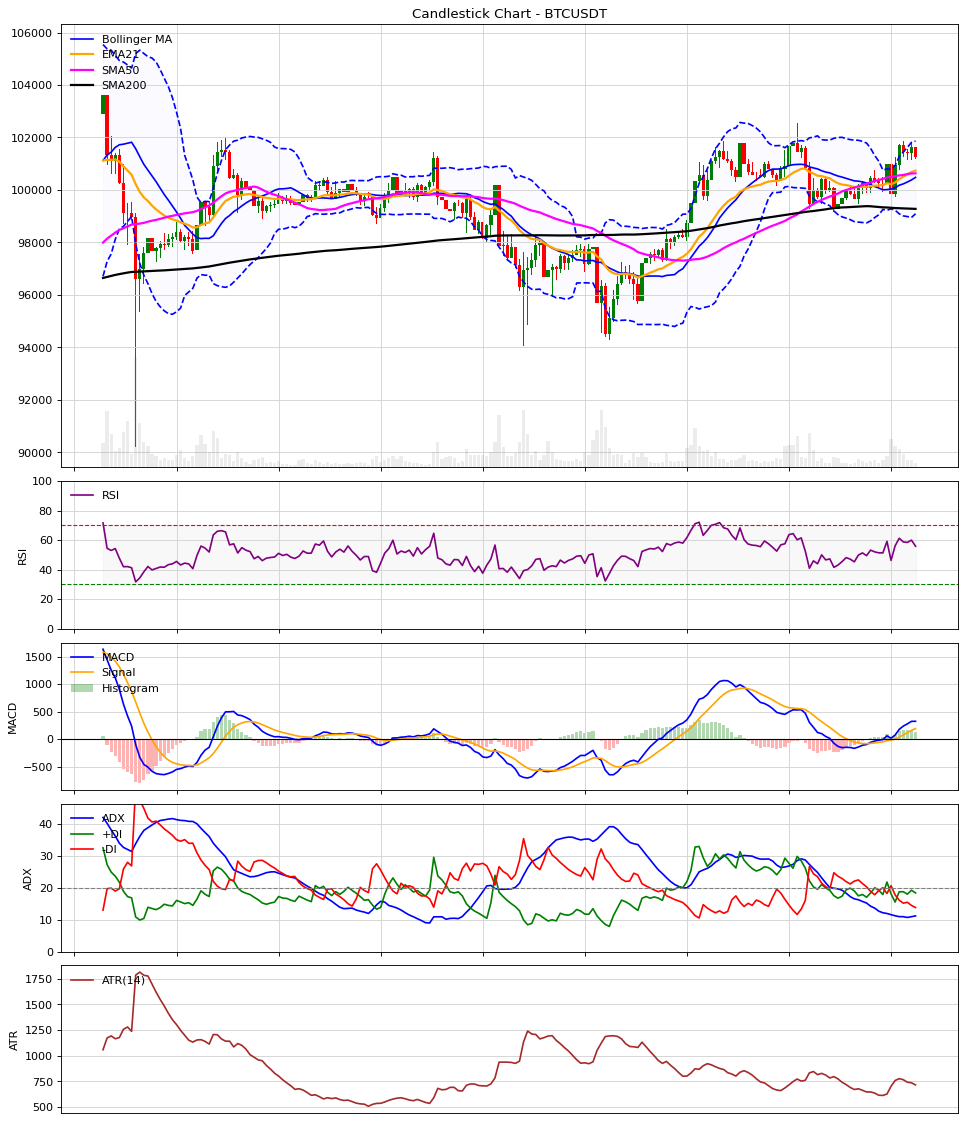 Candlestick Chart - BTCUSDT
106000
104000
102000
100000
98000
96000
94000
92000
90000
Bollinger MA
EMA21
SMA50
SMA200
100
80
60
40
20
0
RSI
RSI
1500
1000
500
0
−500
MACD
MACD
Signal
Histogram
40
30
20
10
0
ADX
ADX
+DI
-DI
1750
1500
1250
1000
750
500
ATR
ATR(14)